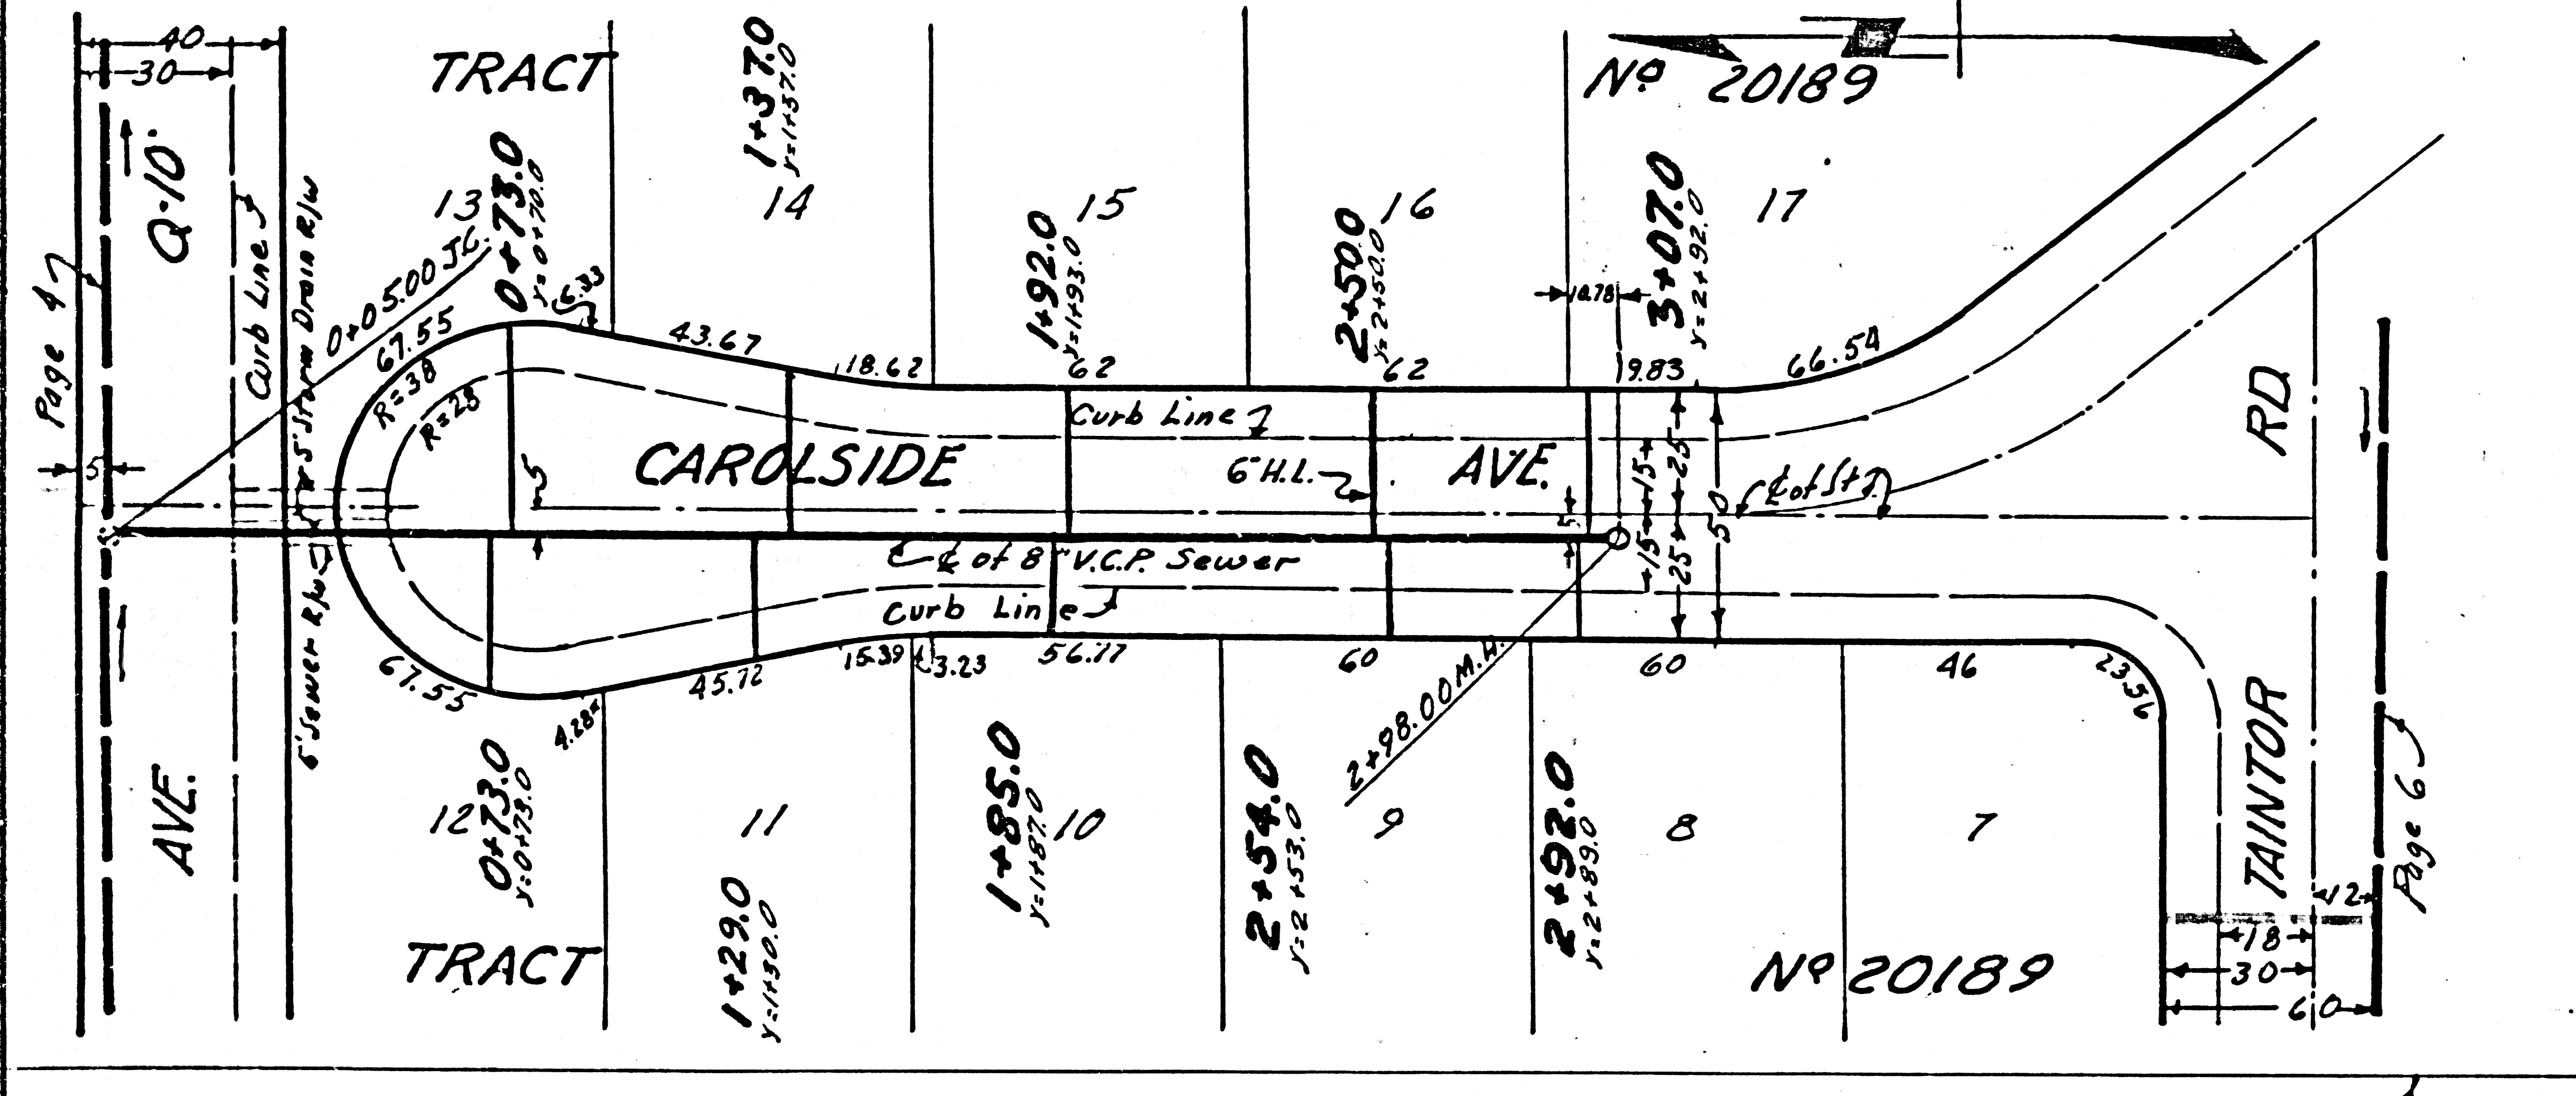 40
30
TRACT
Nº 20189
Q-10
Page 4
Curb Line
5' Storm Drain R/W
13
0+73.0
Y=0+70.0
0+05.00 J.C.
67.55
R=38
R=28
6.33
43.67
1+37.0
Y=1+37.0
14
18.62
1+92.0
Y=1+93.0
15
62
2+50.0
Y=2+50.0
16
62
10.78
3+07.0
Y=2+92.0
17
19.83
66.54
Curb Line
CAROLSIDE AVE.
6" H.L.
5
5
5
15
25
50
15
25
℄ of St.
RD.
℄ of 8" V.C.P. Sewer
Curb Line
5' Sewer R/W
67.55
4.28
45.72
15.39
3.23
56.77
60
60
46
23.56
2+98.00 M.H.
AVE.
12
0+73.0
Y=0+73.0
11
1+29.0
Y=1+30.0
1+85.0
Y=1+87.0
10
2+54.0
Y=2+53.0
9
2+92.0
Y=2+89.0
8
7
TAINTOR
Page 6
TRACT
Nº 20189
12
18
30
60